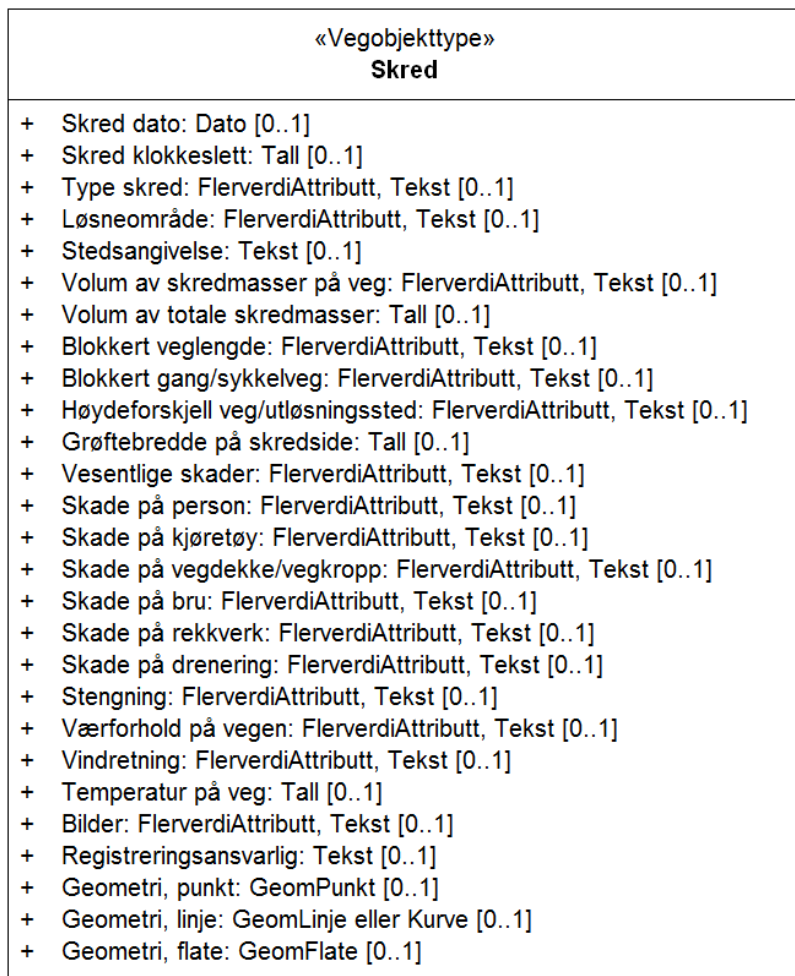 «Vegobjekttype»
Skred
+ Skred dato: Dato [0..1]
+ Skred klokkeslett: Tall [0..1]
+ Type skred: FlerverdiAttributt, Tekst [0..1]
+ Løsneområde: FlerverdiAttributt, Tekst [0..1]
+ Stedsangivelse: Tekst [0..1]
+ Volum av skredmasser på veg: FlerverdiAttributt, Tekst [0..1]
+ Volum av totale skredmasser: Tall [0..1]
+ Blokkert veglengde: FlerverdiAttributt, Tekst [0..1]
+ Blokkert gang/sykkelveg: FlerverdiAttributt, Tekst [0..1]
+ Høydeforskjell veg/utløsningssted: FlerverdiAttributt, Tekst [0..1]
+ Grøftebredde på skredside: Tall [0..1]
+ Vesentlige skader: FlerverdiAttributt, Tekst [0..1]
+ Skade på person: FlerverdiAttributt, Tekst [0..1]
+ Skade på kjøretøy: FlerverdiAttributt, Tekst [0..1]
+ Skade på vegdekke/vegkropp: FlerverdiAttributt, Tekst [0..1]
+ Skade på bru: FlerverdiAttributt, Tekst [0..1]
+ Skade på rekkverk: FlerverdiAttributt, Tekst [0..1]
+ Skade på drenering: FlerverdiAttributt, Tekst [0..1]
+ Stengning: FlerverdiAttributt, Tekst [0..1]
+ Værforhold på vegen: FlerverdiAttributt, Tekst [0..1]
+ Vindretning: FlerverdiAttributt, Tekst [0..1]
+ Temperatur på veg: Tall [0..1]
+ Bilder: FlerverdiAttributt, Tekst [0..1]
+ Registreringsansvarlig: Tekst [0..1]
+ Geometri, punkt: GeomPunkt [0..1]
+ Geometri, linje: GeomLinje eller Kurve [0..1]
+ Geometri, flate: GeomFlate [0..1]